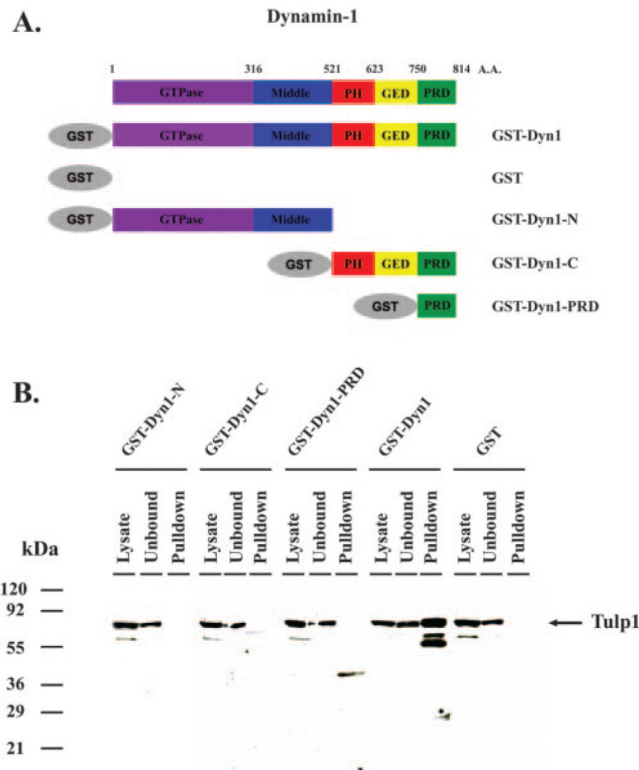 A.
Dynamin-1
1 316 521 623 750 814 A.A.
GTPase Middle PH GED PRD
GST GTPase Middle PH GED PRD GST-Dyn1
GST GST
GST GTPase Middle GST-Dyn1-N
GST PH GED PRD GST-Dyn1-C
GST PRD GST-Dyn1-PRD
B.
GST-Dyn1-N GST-Dyn1-C GST-Dyn1-PRD GST-Dyn1 GST
kDa Lysate Unbound Pulldown Lysate Unbound Pulldown Lysate Unbound Pulldown Lysate Unbound Pulldown Lysate Unbound Pulldown
120
92
Tulp1
55
36
29
21